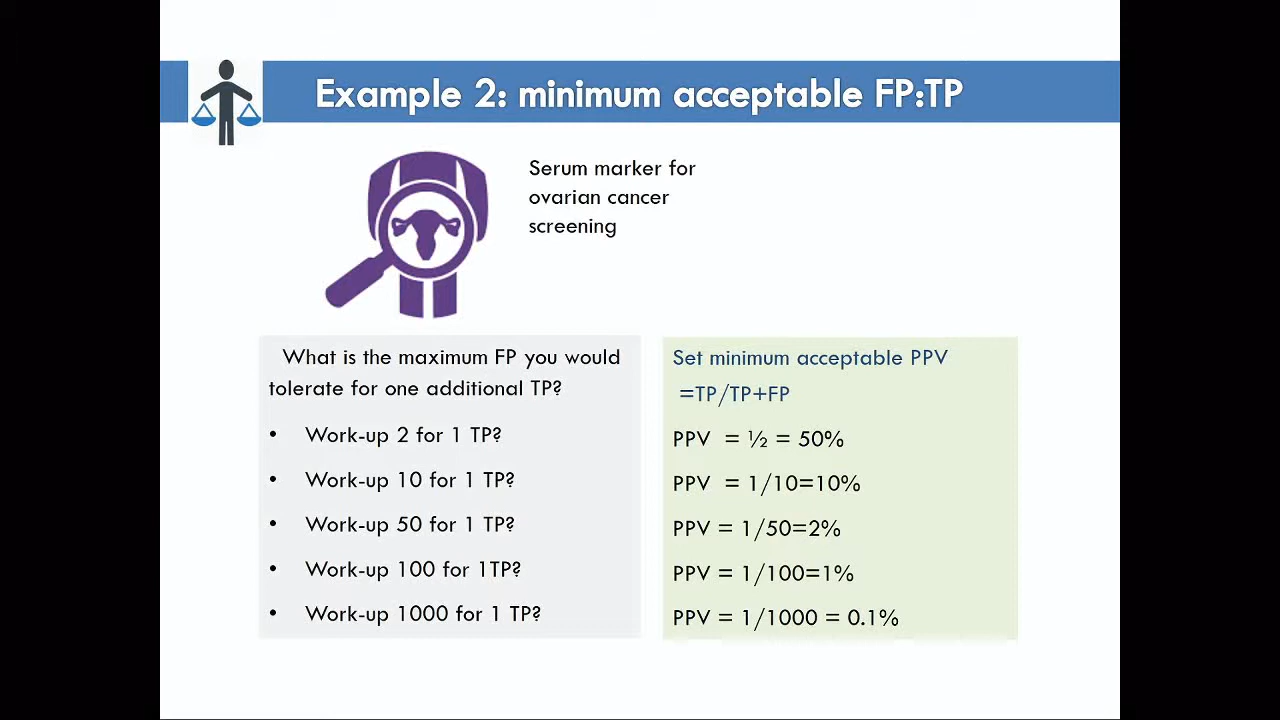 Example 2: minimum acceptable FP:TP
Serum marker for
ovarian cancer
screening
What is the maximum FP you would
tolerate for one additional TP?
• Work-up 2 for 1 TP?
• Work-up 10 for 1 TP?
• Work-up 50 for 1 TP?
• Work-up 100 for 1TP?
• Work-up 1000 for 1 TP?
Set minimum acceptable PPV
=TP/TP+FP
PPV = ½ = 50%
PPV = 1/10=10%
PPV = 1/50=2%
PPV = 1/100=1%
PPV = 1/1000 = 0.1%